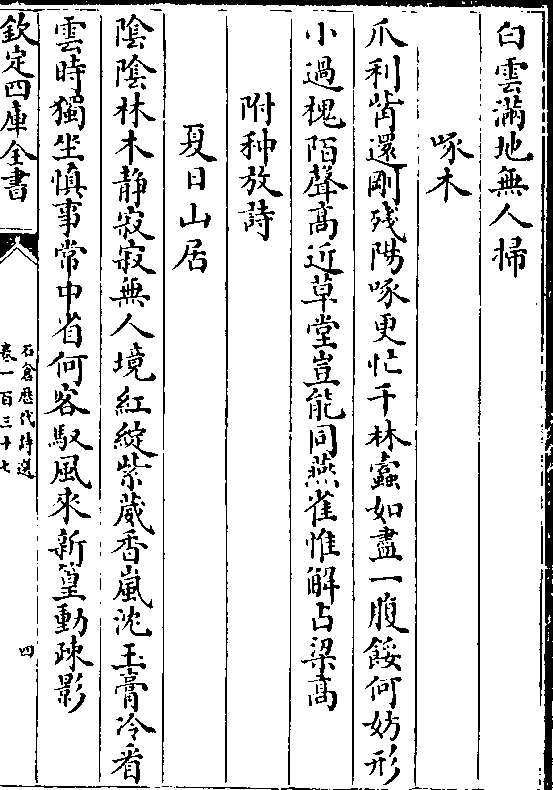 白雲滿地無人掃
啄木
爪利觜還剛殘陽啄更忙千林蠧如盡一腹餒何妨形
小過槐陌聲高近草堂豈能同燕雀惟解占梁高
附种放詩
夏日山居
陰陰林木静寂寂無人境紅綻紫葳香嵐沈玉膏冷看
雲時獨坐慎事常中省何客馭風來新篁動疎影
欽定四庫全書
石倉歷代詩選
卷一百三十七
四